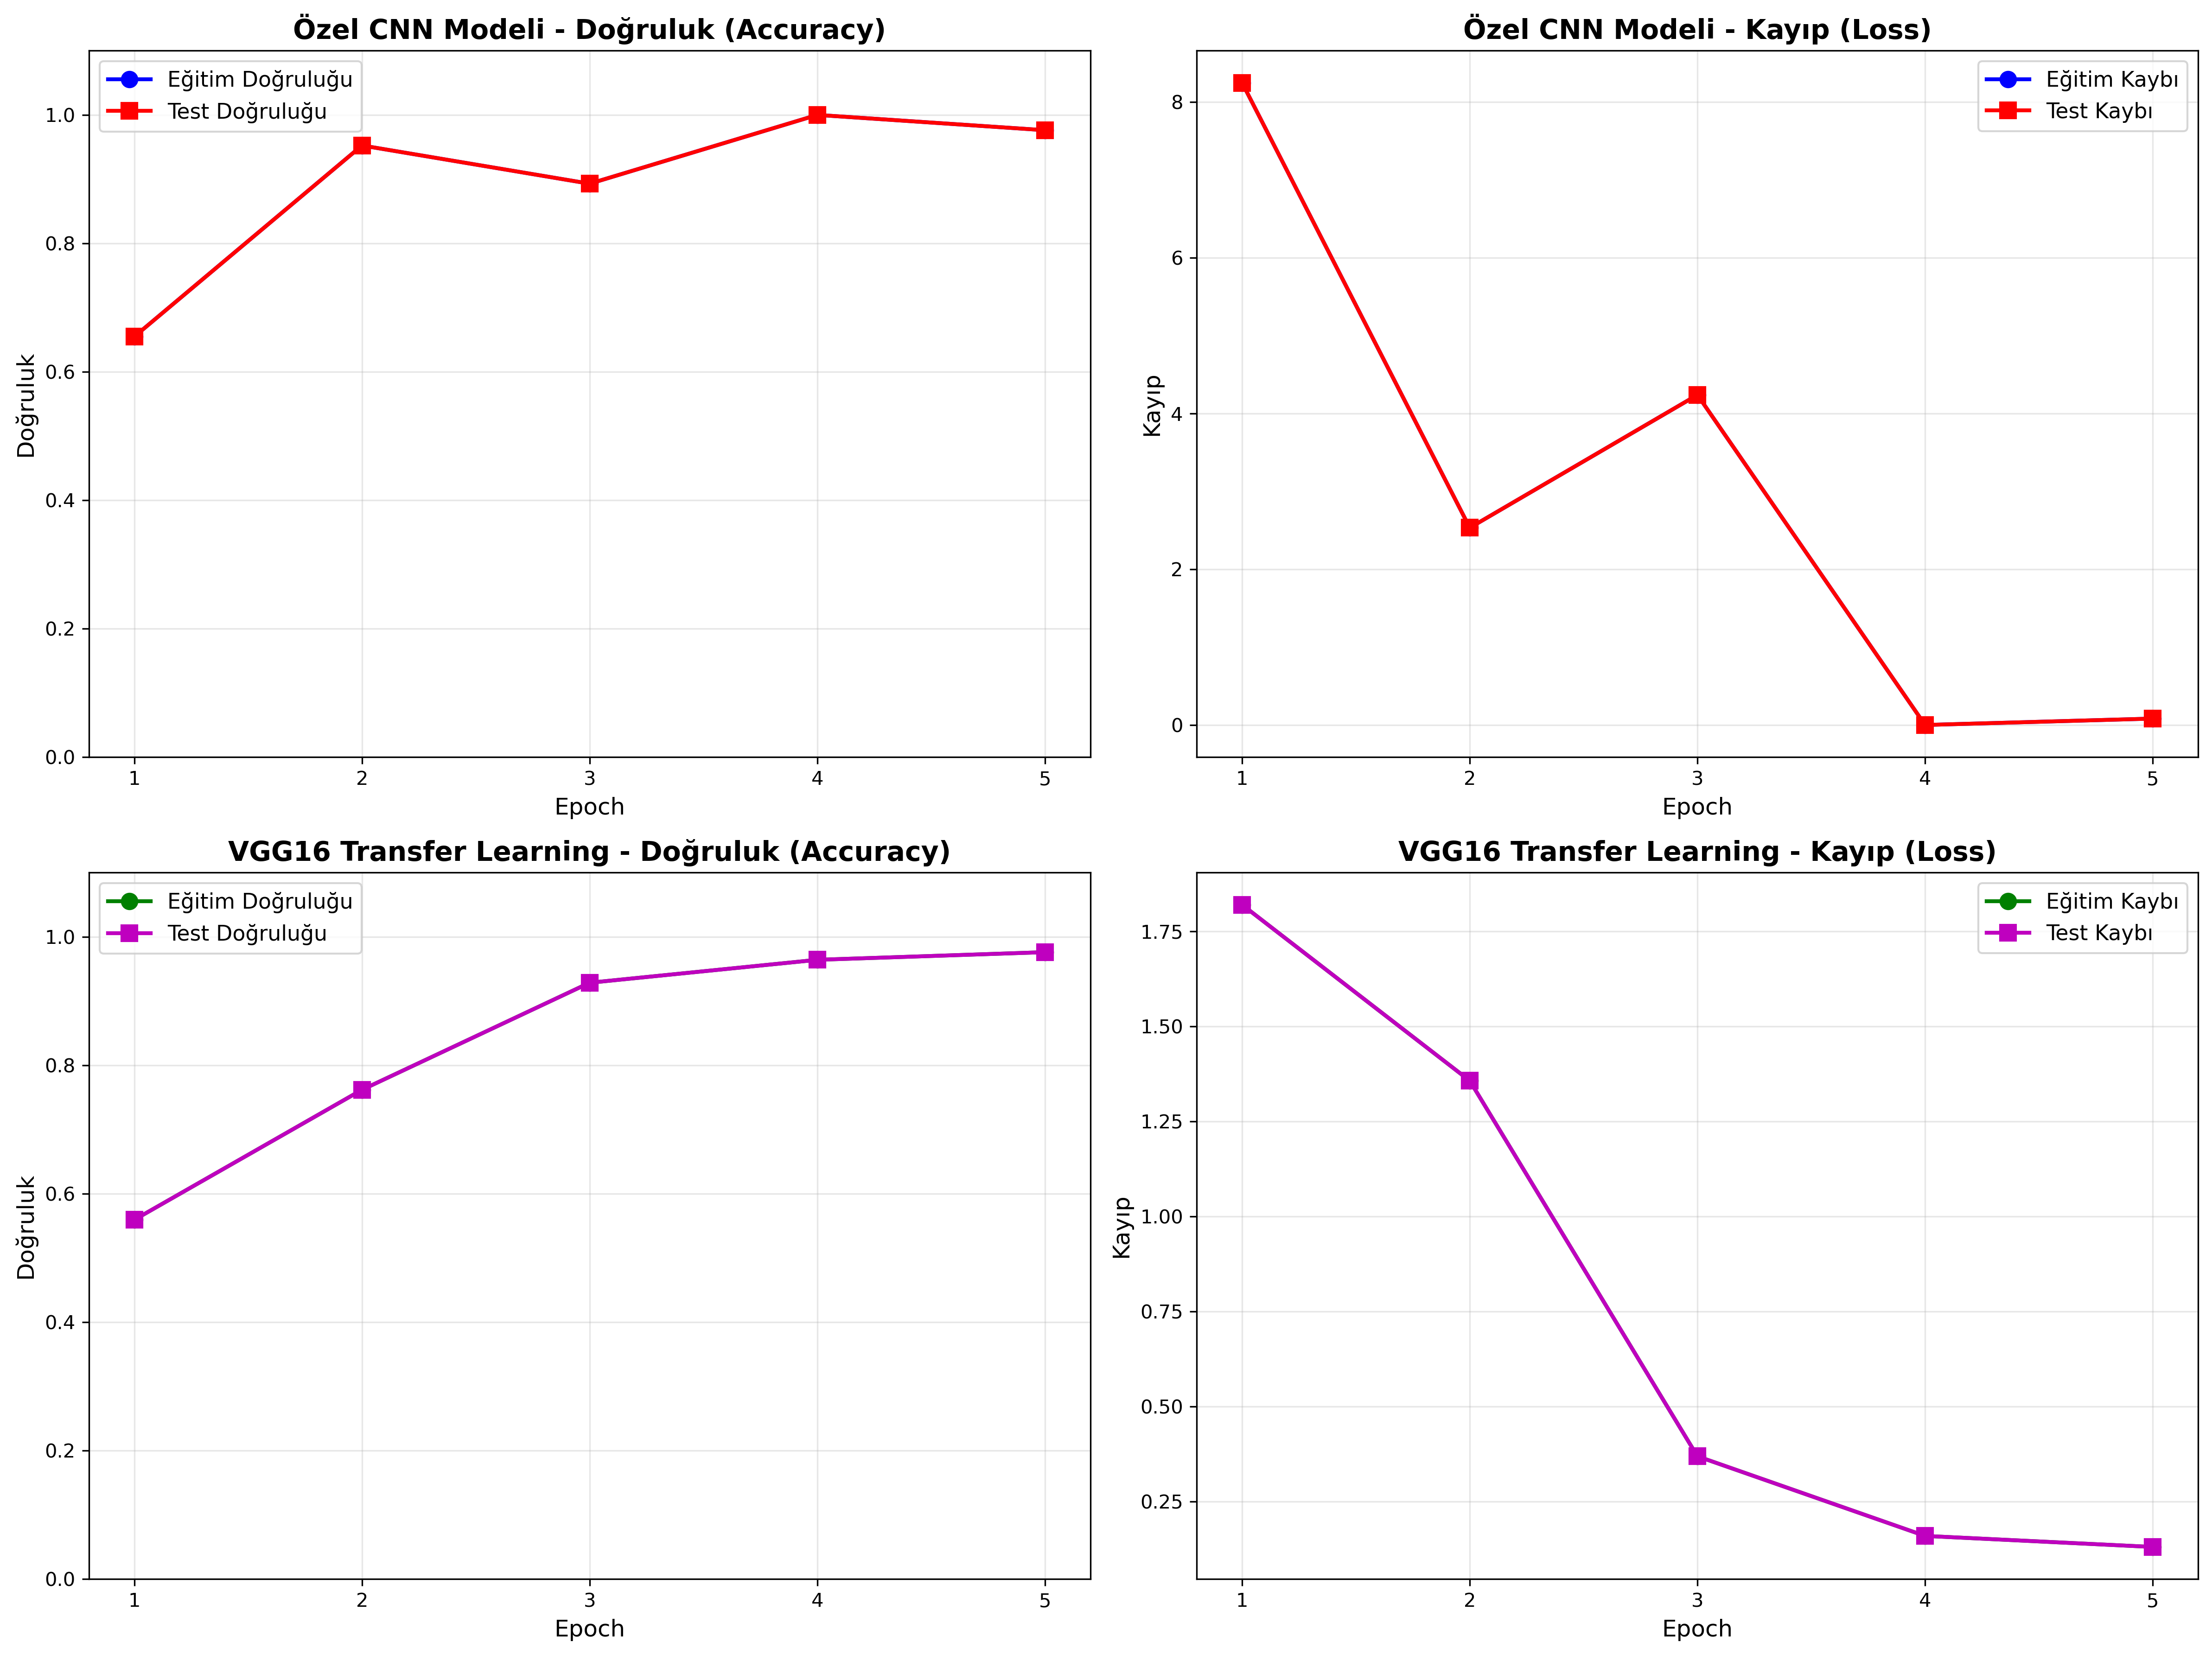 Özel CNN Modeli - Doğruluk (Accuracy)
Eğitim Doğruluğu
Test Doğruluğu
Doğruluk
1.0
0.8
0.6
0.4
0.2
0.0
1 2 3 4 5
Epoch
Özel CNN Modeli - Kayıp (Loss)
Eğitim Kaybı
Test Kaybı
Kayıp
8
6
4
2
0
1 2 3 4 5
Epoch
VGG16 Transfer Learning - Doğruluk (Accuracy)
Eğitim Doğruluğu
Test Doğruluğu
Doğruluk
1.0
0.8
0.6
0.4
0.2
0.0
1 2 3 4 5
Epoch
VGG16 Transfer Learning - Kayıp (Loss)
Eğitim Kaybı
Test Kaybı
Kayıp
1.75
1.50
1.25
1.00
0.75
0.50
0.25
1 2 3 4 5
Epoch